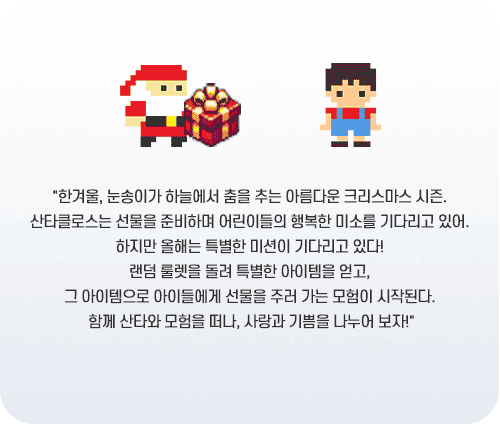 "한겨울, 눈송이가 하늘에서 춤을 추는 아름다운 크리스마스 시즌.
산타클로스는 선물을 준비하며 어린이들의 행복한 미소를 기다리고 있어.
하지만 올해는 특별한 미션이 기다리고 있다!
랜덤 룰렛을 돌려 특별한 아이템을 얻고,
그 아이템으로 아이들에게 선물을 주러 가는 모험이 시작된다.
함께 산타와 모험을 떠나, 사랑과 기쁨을 나누어 보자!"